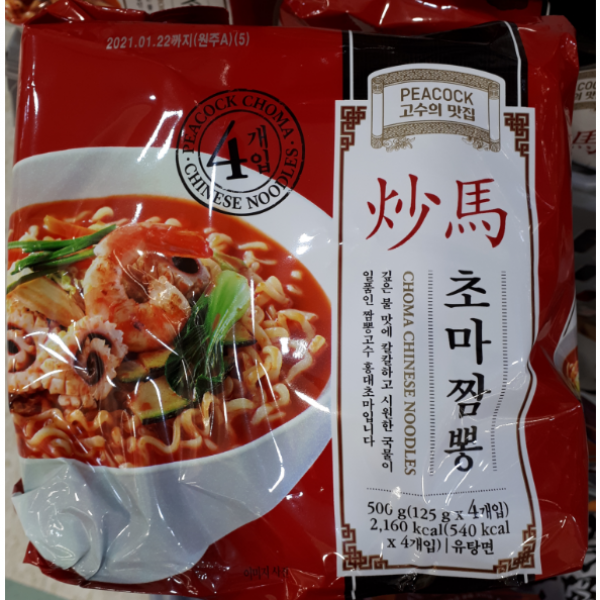 2021.01.22까지(원주A)(5)
PEACOCK CHOMA
4개입
CHINESE NOODLES
PEACOCK
고수의 맛집
炒馬
초마짬뽕
CHOMA CHINESE NOODLES
깊은 불 맛에 칼칼하고 시원한 국물이
일품인 짬뽕고수 홍대초마입니다
500 g(125 g x 4개입)
2,160 kcal(540 kcal
x 4개입) | 유탕면